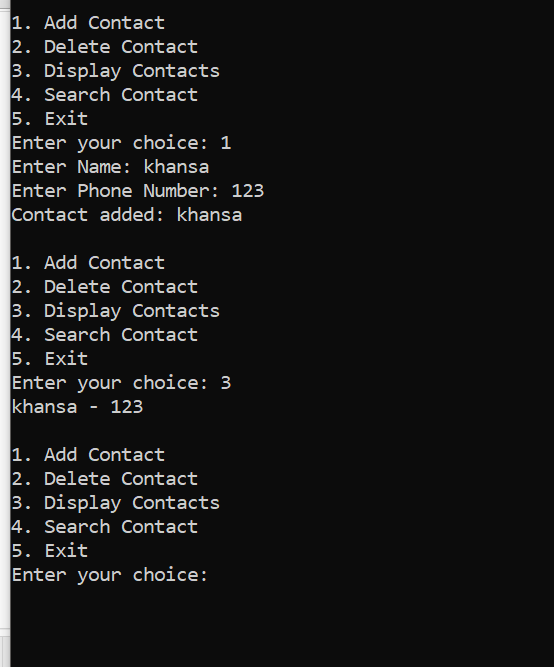 1. Add Contact
2. Delete Contact
3. Display Contacts
4. Search Contact
5. Exit
Enter your choice: 1
Enter Name: khansa
Enter Phone Number: 123
Contact added: khansa
1. Add Contact
2. Delete Contact
3. Display Contacts
4. Search Contact
5. Exit
Enter your choice: 3
khansa - 123
1. Add Contact
2. Delete Contact
3. Display Contacts
4. Search Contact
5. Exit
Enter your choice: